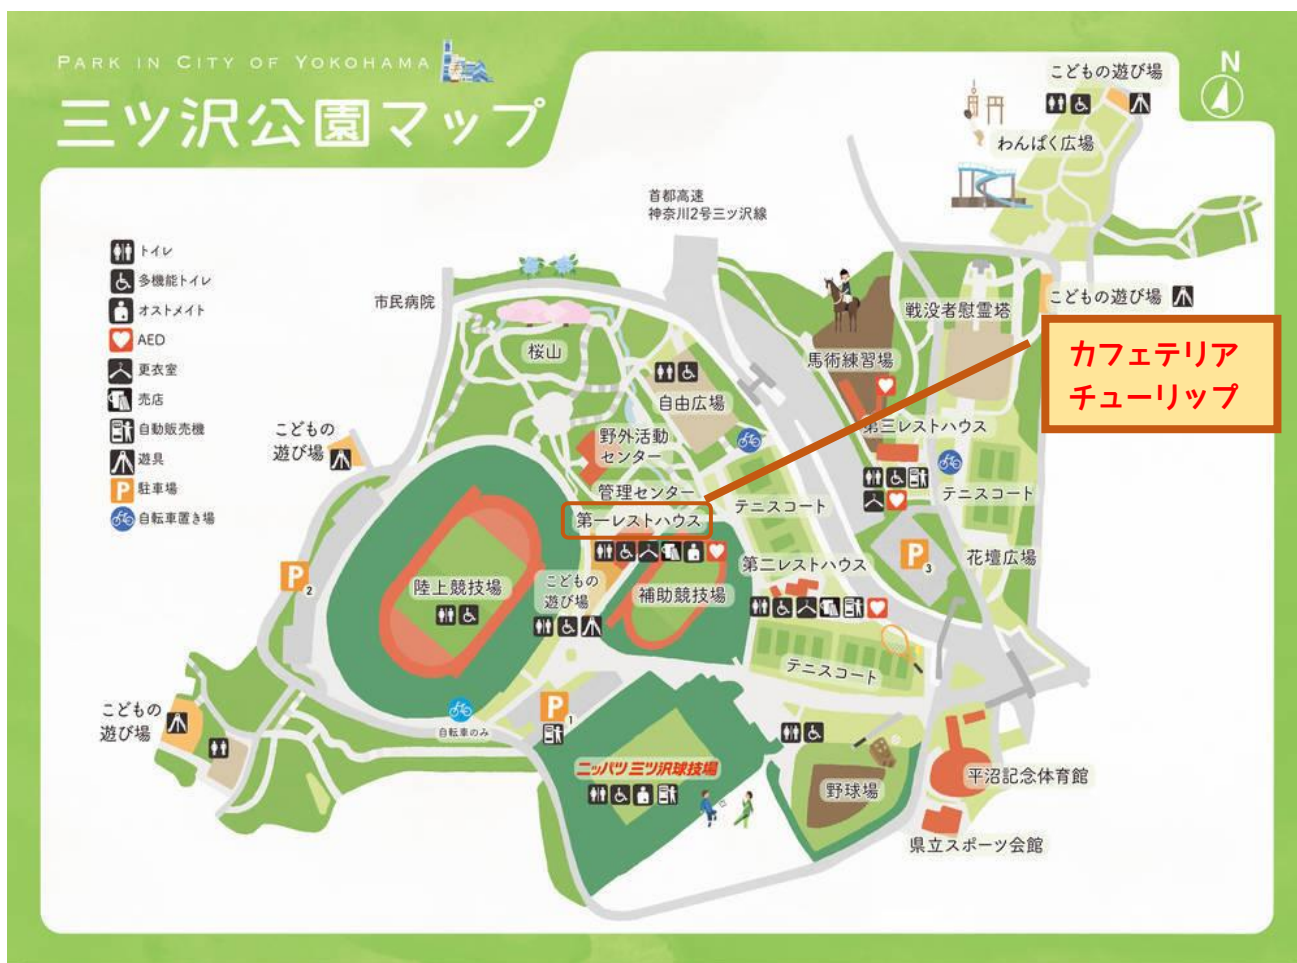 PARK IN CITY OF YOKOHAMA
三ツ沢公園マップ
N
こどもの遊び場
わんぱく広場
首都高速
神奈川2号三ツ沢線
トイレ
多機能トイレ
オストメイト
AED
更衣室
売店
自動販売機
遊具
P
駐車場
自転車置き場
市民病院
桜山
自由広場
馬術練習場
戦没者慰霊塔
こどもの遊び場
カフェテリア
チューリップ
こどもの
遊び場
野外活動
センター
管理センター
第一レストハウス
テニスコート
第三レストハウス
テニスコート
P
3
花壇広場
P
2
陸上競技場
こどもの
遊び場
補助競技場
第二レストハウス
テニスコート
こどもの
遊び場
自転車のみ
P
1
ニッパツ 三ツ沢球技場
野球場
平沼記念体育館
県立スポーツ会館